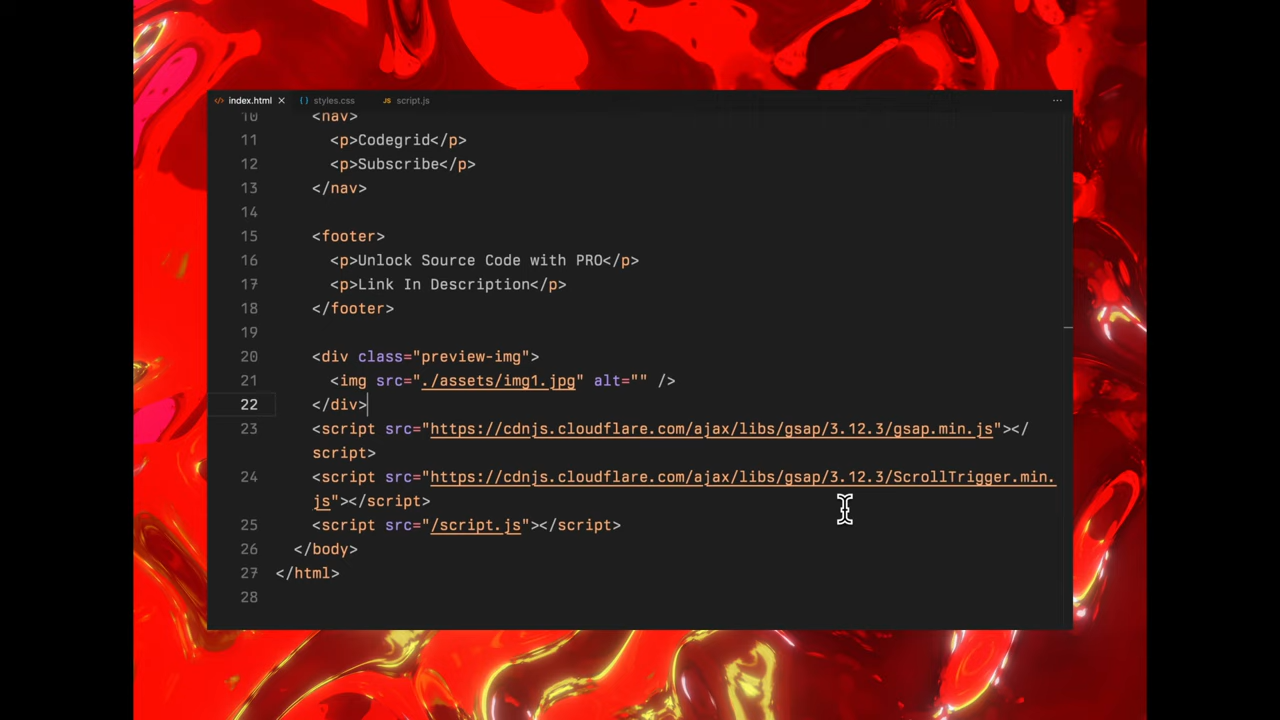 index.html
styles.css
JS script.js
10 <nav>
11 <p>Codegrid</p>
12 <p>Subscribe</p>
13 </nav>
14
15 <footer>
16 <p>Unlock Source Code with PRO</p>
17 <p>Link In Description</p>
18 </footer>
19
20 <div class="preview-img">
21 <img src="./assets/img1.jpg" alt="" />
22 </div>
23 <script src="https://cdnjs.cloudflare.com/ajax/libs/gsap/3.12.3/gsap.min.js"></
script>
24 <script src="https://cdnjs.cloudflare.com/ajax/libs/gsap/3.12.3/ScrollTrigger.min.
js"></script>
25 <script src="/script.js"></script>
26 </body>
27 </html>
28